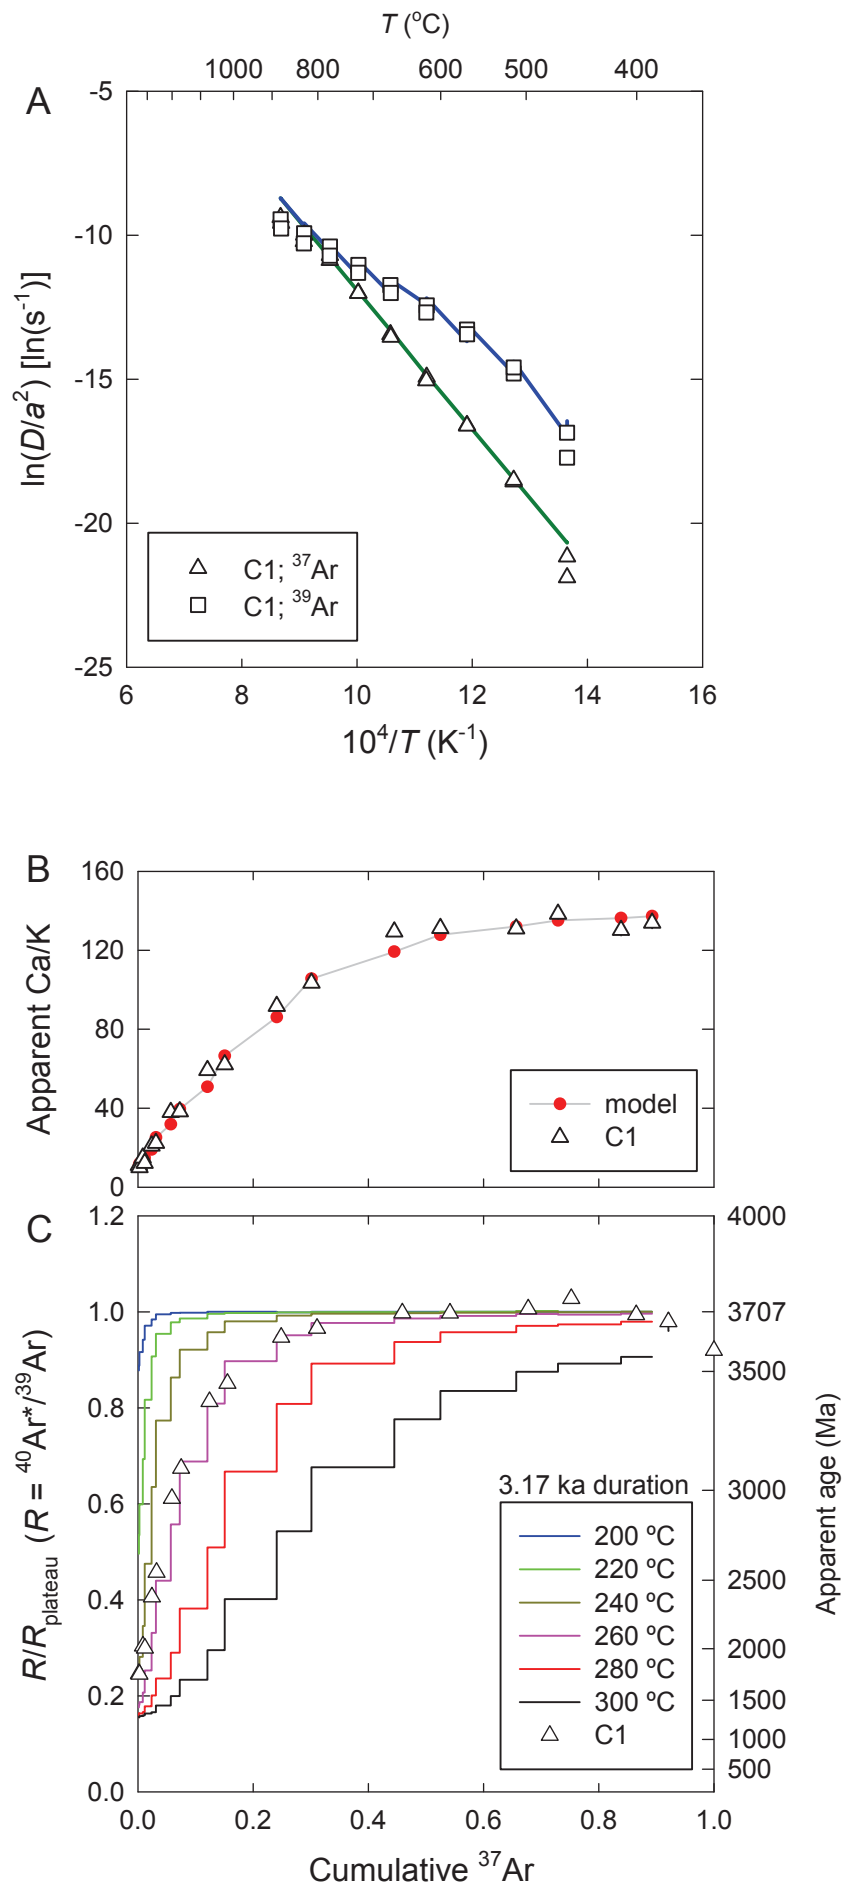 T (°C)
1000 800 600 500 400
A
-5
-10
-15
-20
-25
ln(D/a²) [ln(s⁻¹)]
C1; ³⁷Ar
C1; ³⁹Ar
6 8 10 12 14 16
10⁴/T (K⁻¹)
B
160
120
80
40
0
Apparent Ca/K
model
C1
C
1.2
1.0
0.8
0.6
0.4
0.2
0.0
R/R_plateau (R = ⁴⁰Ar*/³⁹Ar)
4000
3707
3500
3000
2500
2000
1500
1000
500
Apparent age (Ma)
3.17 ka duration
200 ºC
220 ºC
240 ºC
260 ºC
280 ºC
300 ºC
C1
0.0 0.2 0.4 0.6 0.8 1.0
Cumulative ³⁷Ar